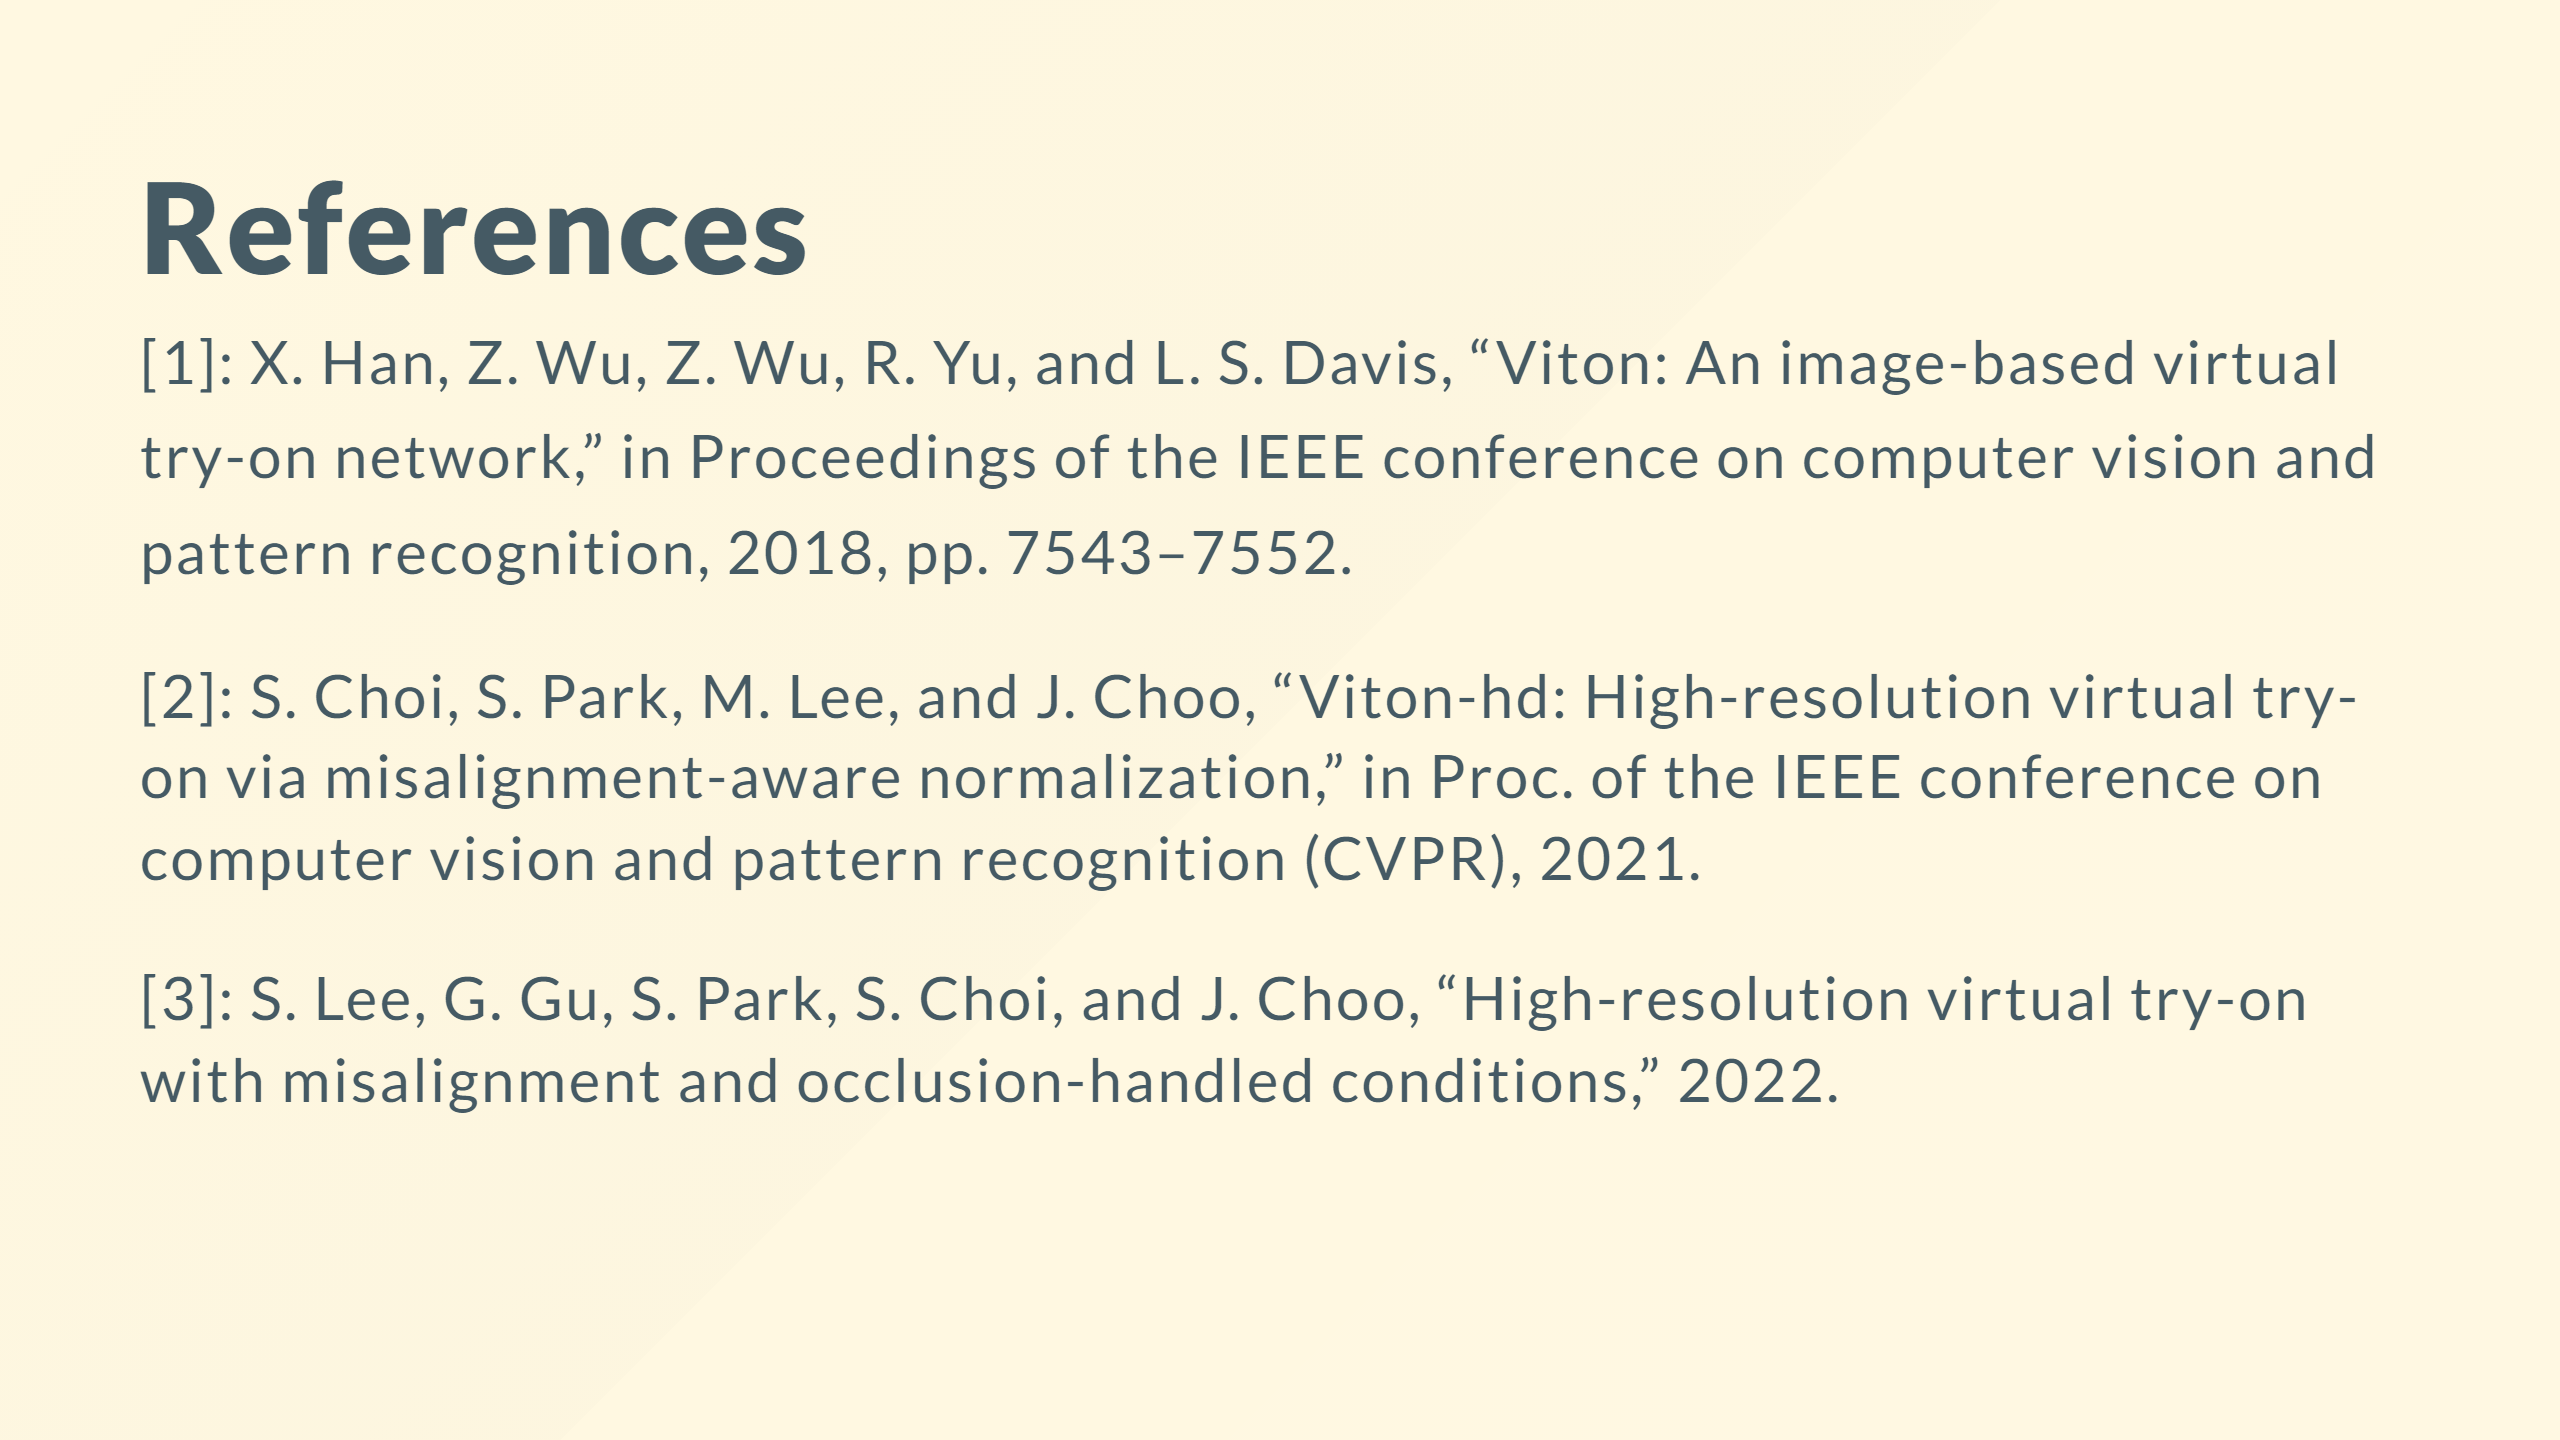 References
[1]: X. Han, Z. Wu, Z. Wu, R. Yu, and L. S. Davis, “Viton: An image-based virtual
try-on network,” in Proceedings of the IEEE conference on computer vision and
pattern recognition, 2018, pp. 7543–7552.
[2]: S. Choi, S. Park, M. Lee, and J. Choo, “Viton-hd: High-resolution virtual try-
on via misalignment-aware normalization,” in Proc. of the IEEE conference on
computer vision and pattern recognition (CVPR), 2021.
[3]: S. Lee, G. Gu, S. Park, S. Choi, and J. Choo, “High-resolution virtual try-on
with misalignment and occlusion-handled conditions,” 2022.